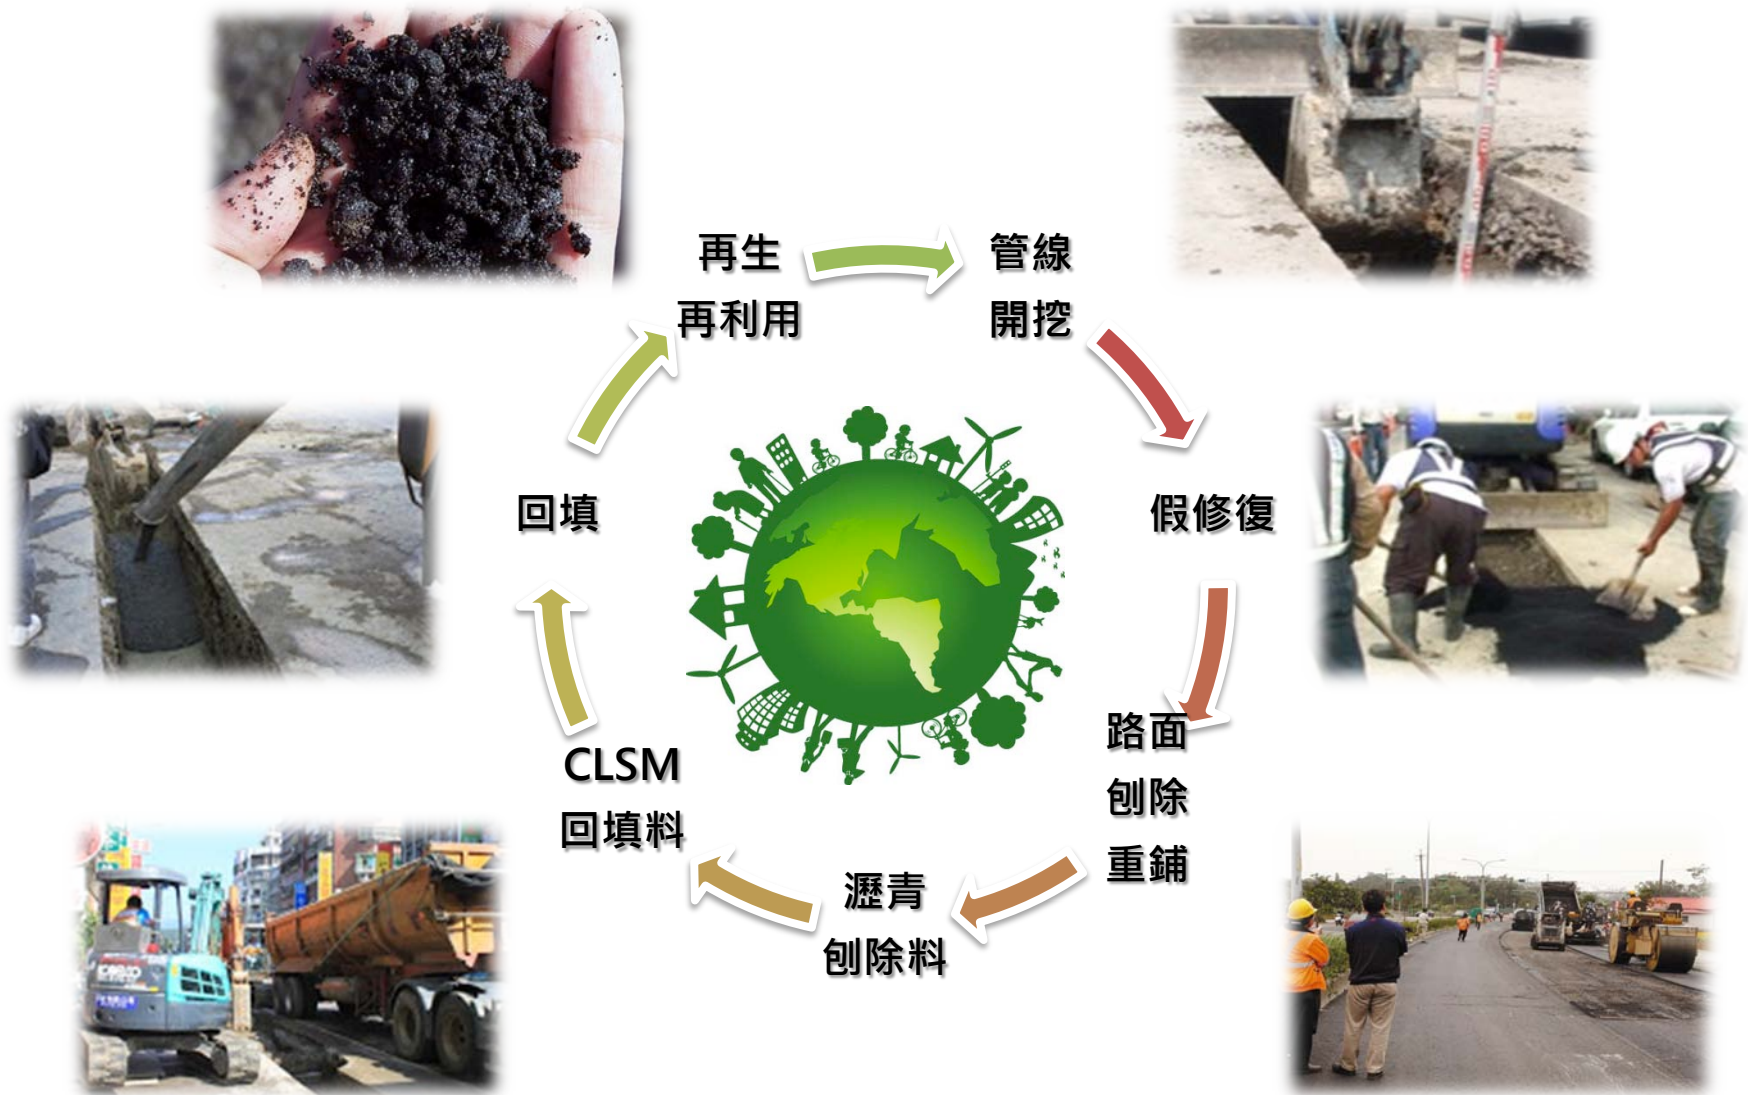 再生
再利用
管線
開挖
假修復
路面
刨除
重鋪
瀝青
刨除料
CLSM
回填料
回填